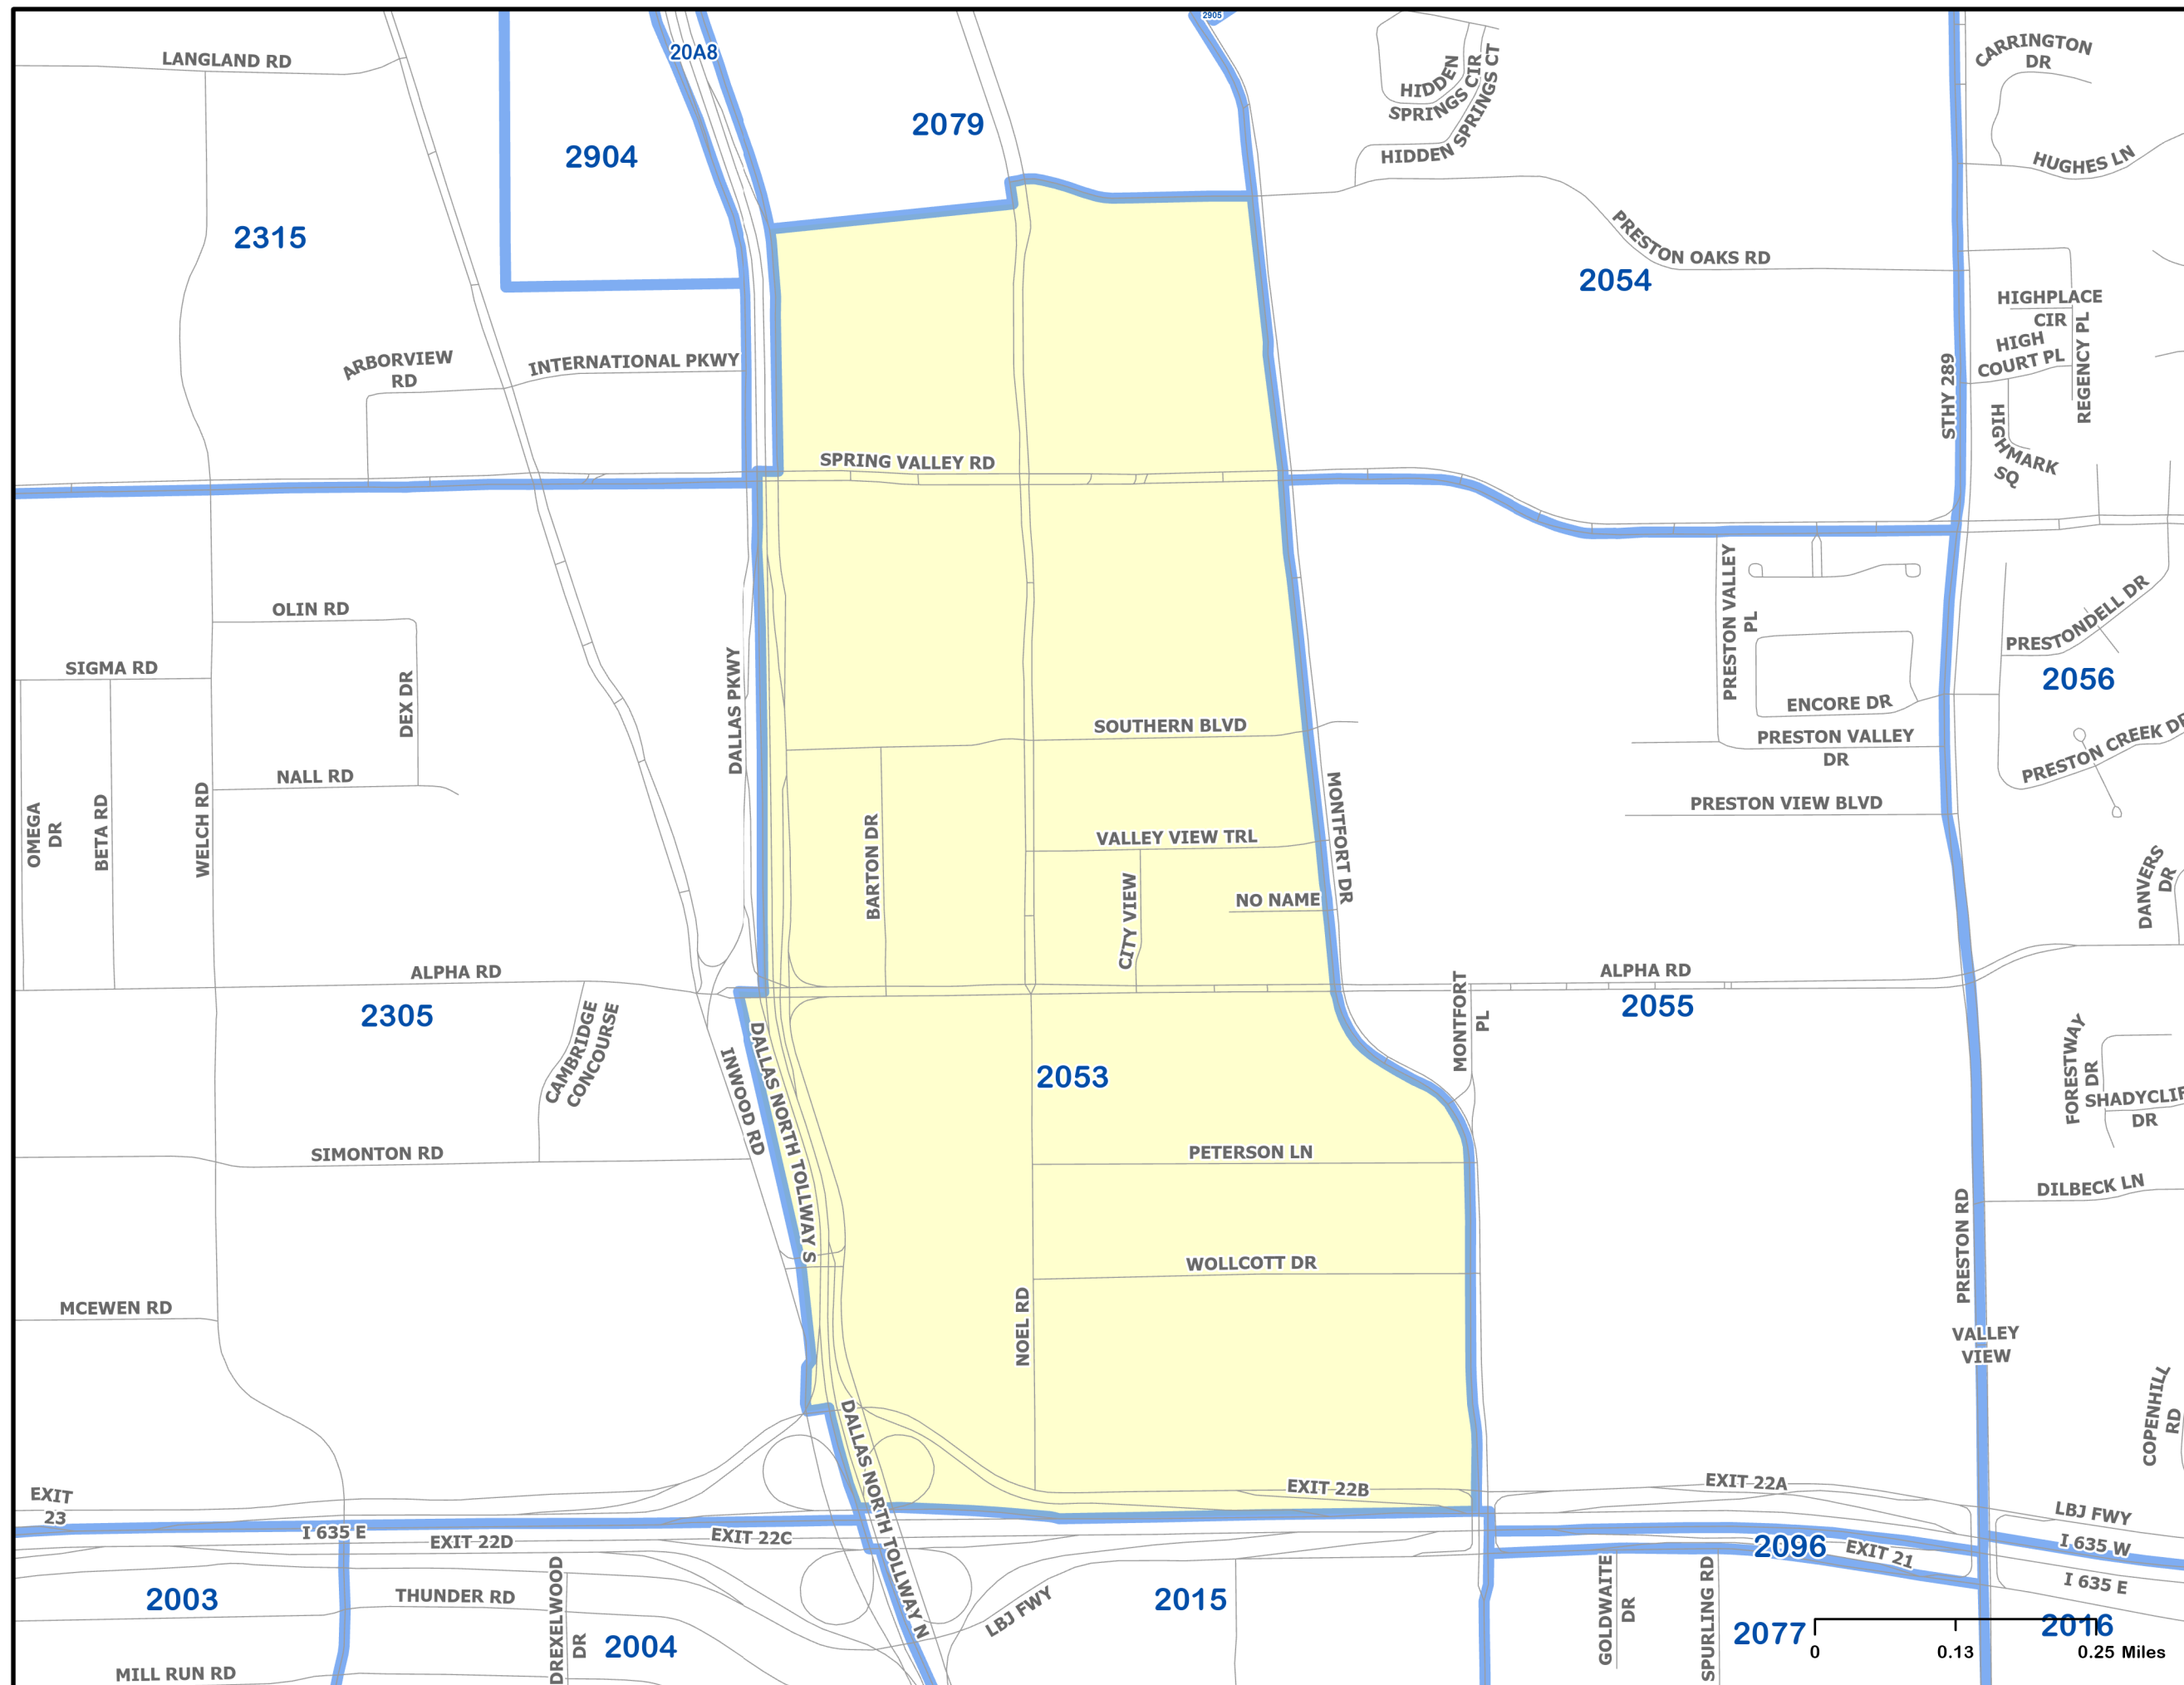 2905
CARRINGTON
DR
LANGLAND RD
20A8
HIDDEN
SPRINGS CIR
HIDDEN SPRINGS CT
2079
2904
HUGHES LN
2315
PRESTON OAKS RD
2054
HIGHPLACE
CIR
HIGH
COURT PL
REGENCY PL
STHY 289
ARBORVIEW
RD
INTERNATIONAL PKWY
HIGHMARK
SQ
SPRING VALLEY RD
PRESTON VALLEY
PL
PRESTONDELL DR
OLIN RD
SIGMA RD
DEX DR
DALLAS PKWY
2056
ENCORE DR
SOUTHERN BLVD
PRESTON VALLEY
DR
PRESTON CREEK DR
NALL RD
OMEGA
DR
BETA RD
WELCH RD
MONTFORT DR
PRESTON VIEW BLVD
BARTON DR
VALLEY VIEW TRL
CITY VIEW
NO NAME
DANVERS
DR
ALPHA RD
ALPHA RD
2305
2055
MONTFORT
PL
CAMBRIDGE
CONCOURSE
INWOOD RD
DALLAS NORTH TOLLWAY S
2053
FORESTWAY
DR
SHADYCLIF
DR
SIMONTON RD
PETERSON LN
DILBECK LN
PRESTON RD
WOLLCOTT DR
MCEWEN RD
NOEL RD
VALLEY
VIEW
COPENHILL
RD
DALLAS NORTH TOLLWAY N
EXIT
23
EXIT 22B
EXIT 22A
LBJ FWY
I 635 E
EXIT 22D
EXIT 22C
2096
EXIT 21
I 635 W
I 635 E
2003
THUNDER RD
DREXELWOOD
DR
2004
LBJ FWY
2015
GOLDWAITE
DR
SPURLING RD
2077
2016
MILL RUN RD
0
0.13
0.25 Miles